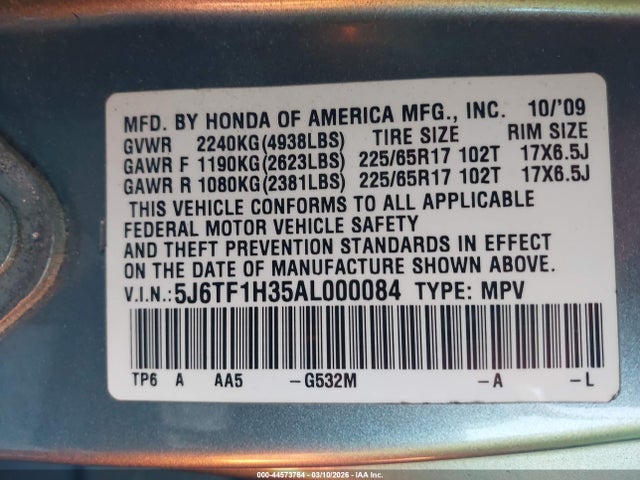 MFD. BY HONDA OF AMERICA MFG., INC. 10/'09
GVWR 2240KG(4938LBS) TIRE SIZE RIM SIZE
GAWR F 1190KG(2623LBS) 225/65R17 102T 17X6.5J
GAWR R 1080KG(2381LBS) 225/65R17 102T 17X6.5J
THIS VEHICLE CONFORMS TO ALL APPLICABLE
FEDERAL MOTOR VEHICLE SAFETY
AND THEFT PREVENTION STANDARDS IN EFFECT
ON THE DATE OF MANUFACTURE SHOWN ABOVE.
V.I.N.: 5J6TF1H35AL000084 TYPE: MPV
TP6 A AA5 -G532M -A -L
000-44573764 - 03/10/2026 - IAA Inc.